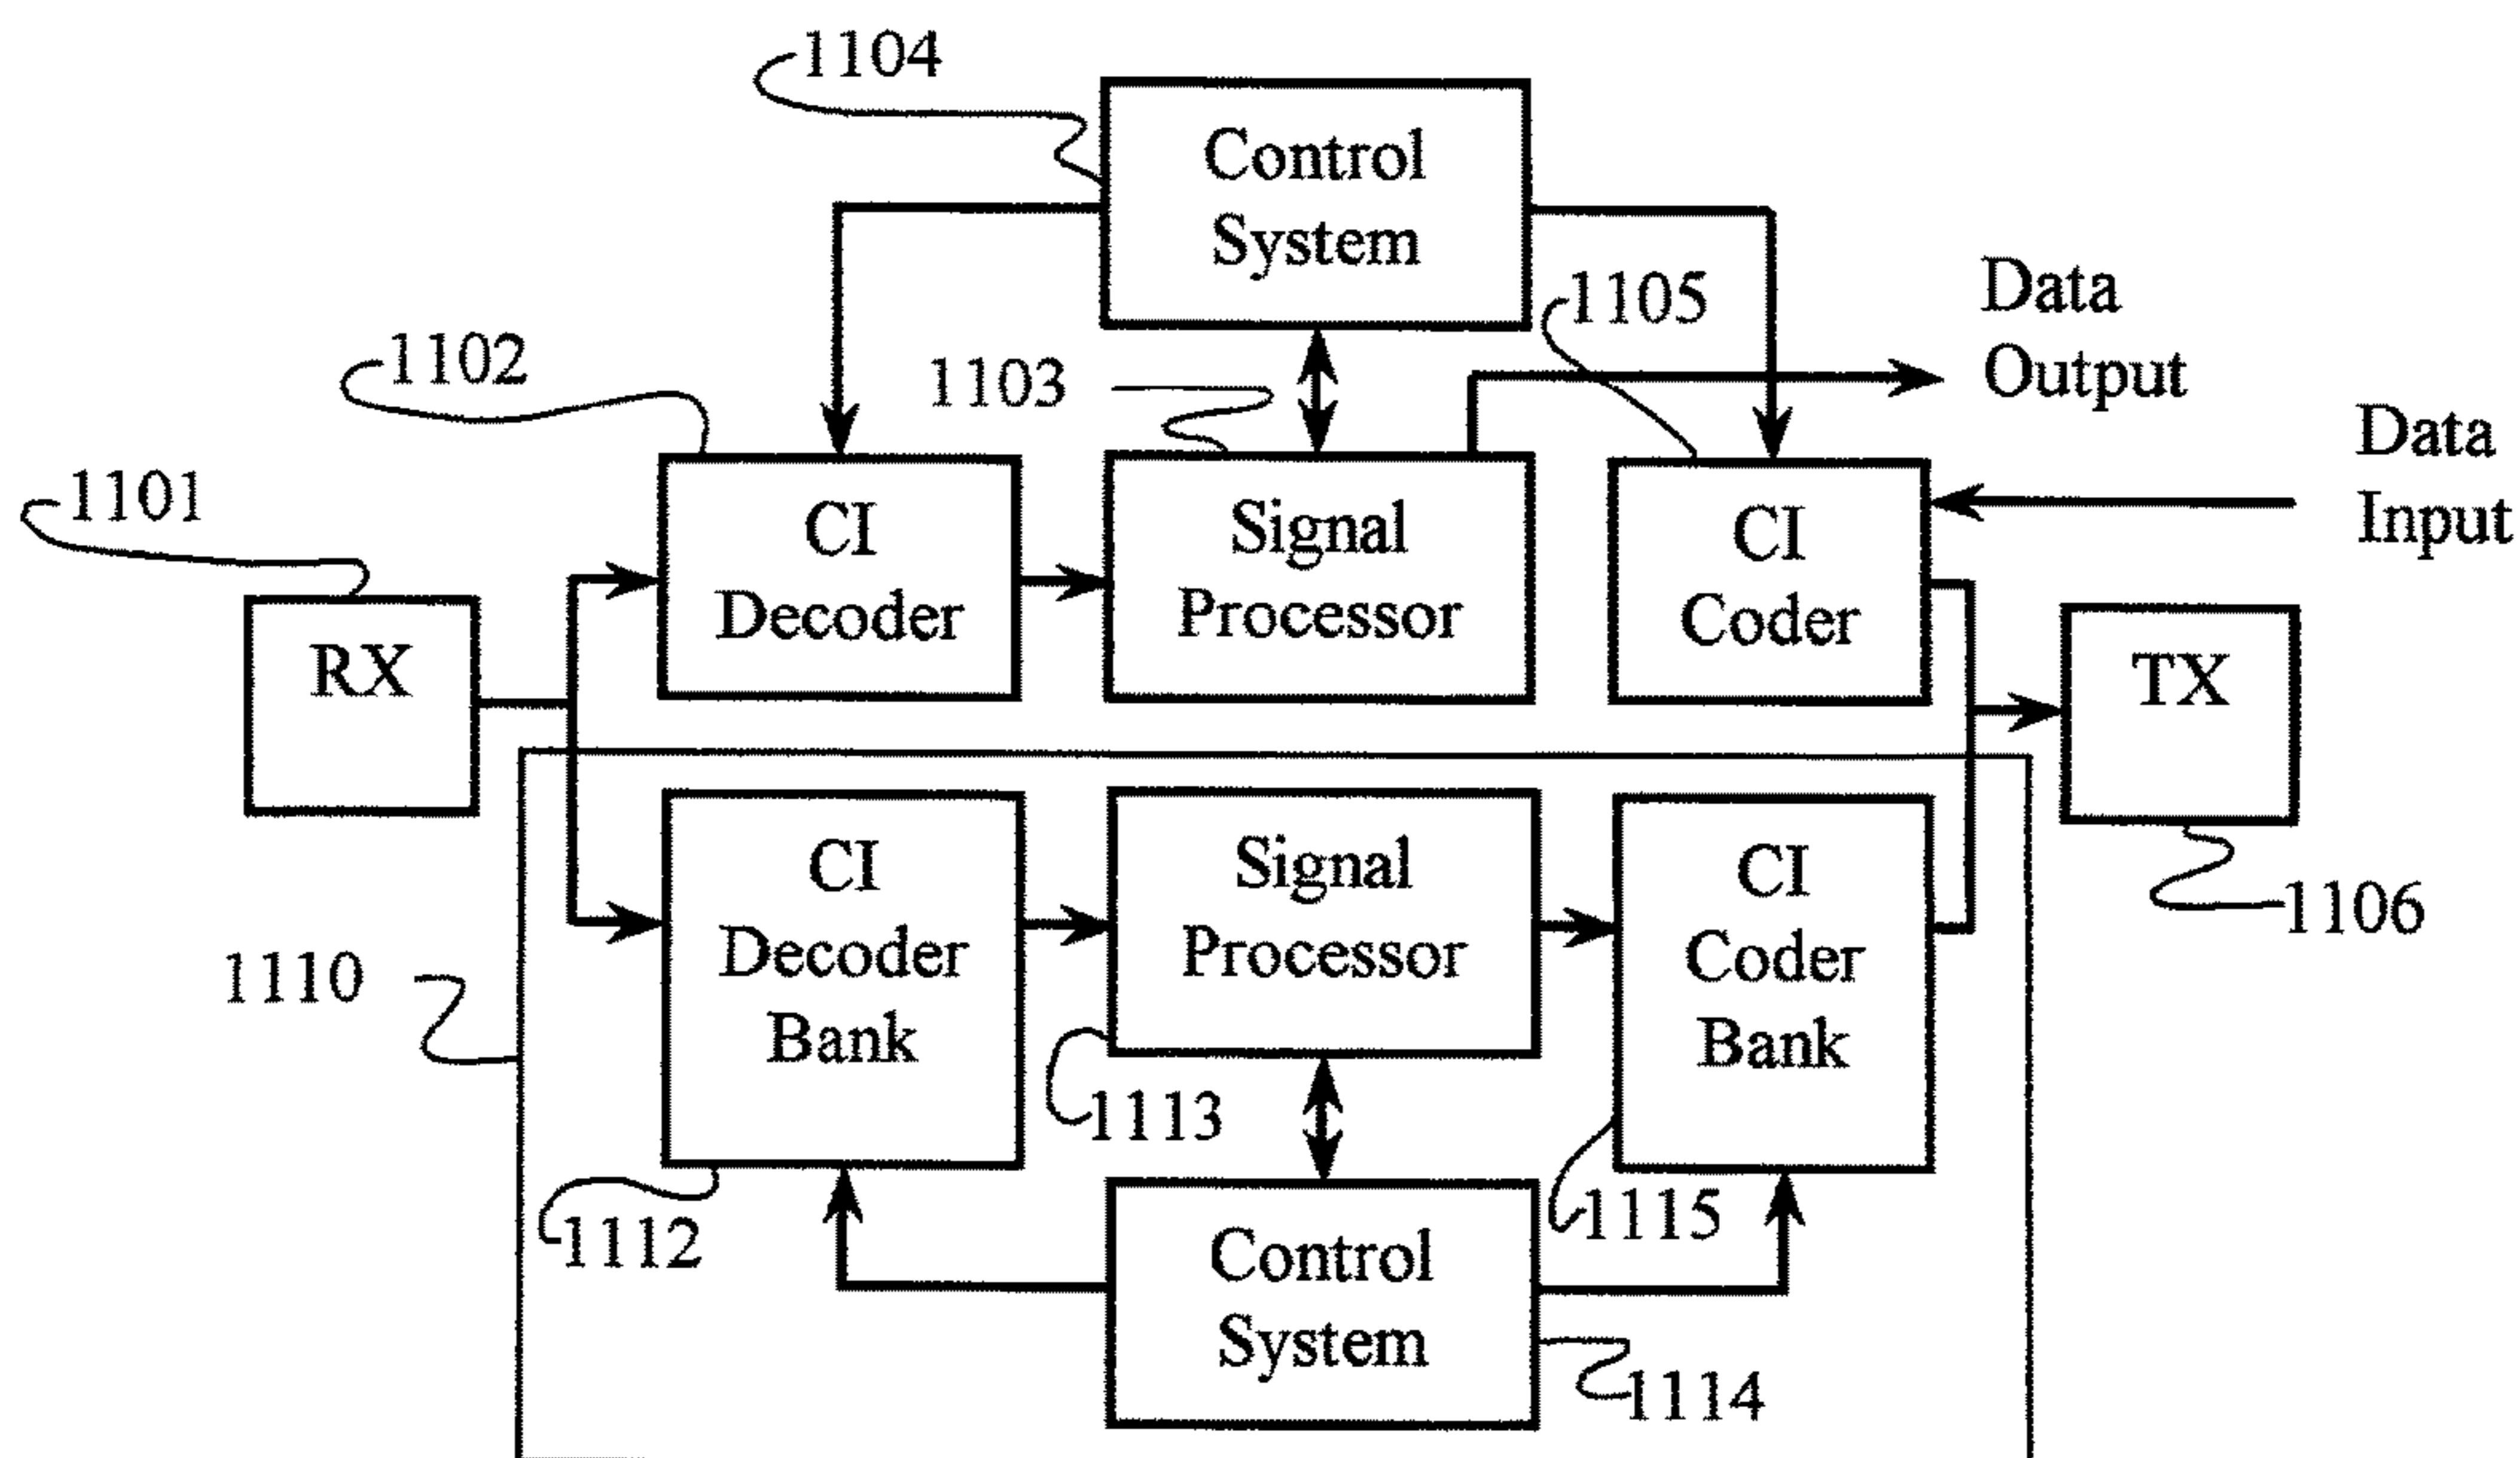 1104
Control
System
1105
Data
Output
1102
1103
Data
Input
1101
CI
Decoder
Signal
Processor
CI
Coder
RX
TX
CI
Decoder
Bank
Signal
Processor
CI
Coder
Bank
1106
1110
1113
1112
1115
Control
System
1114